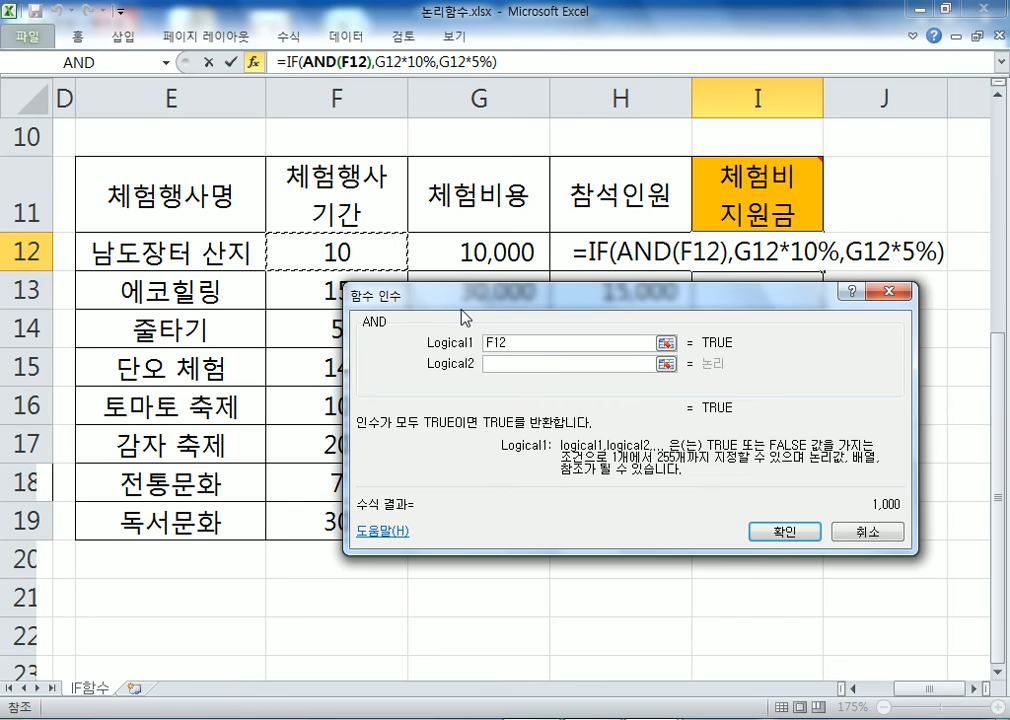 논리함수.xlsx - Microsoft Excel
파일 홈 삽입 페이지 레이아웃 수식 데이터 검토 보기
AND fx =IF(AND(F12),G12*10%,G12*5%)
D E F G H I J
10
11 체험행사명 체험행사 기간 체험비용 참석인원 체험비 지원금
12 남도장터 산지 10 10,000 =IF(AND(F12),G12*10%,G12*5%)
13 에코힐링 15 30,000 15,000
14 줄타기 5
15 단오 체험 14
16 토마토 축제 10
17 감자 축제 20
18 전통문화 7
19 독서문화 30
20
21
22
23
함수 인수
AND
Logical1 F12 = TRUE
Logical2 = 논리
= TRUE
인수가 모두 TRUE이면 TRUE를 반환합니다.
Logical1: logical1,logical2,... 은(는) TRUE 또는 FALSE 값을 가지는
조건으로 1개에서 255개까지 지정할 수 있으며 논리값, 배열,
참조가 될 수 있습니다.
수식 결과= 1,000
도움말(H) 확인 취소
IF함수
참조 175%